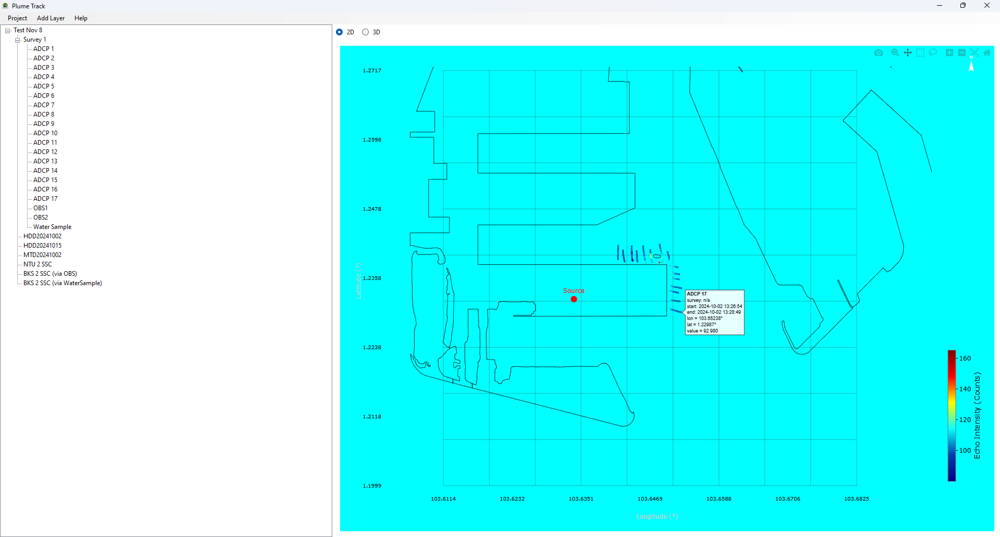 Plume Track
Project Add Layer Help
Test Nov 8
Survey 1
ADCP 1
ADCP 2
ADCP 3
ADCP 4
ADCP 5
ADCP 6
ADCP 7
ADCP 8
ADCP 9
ADCP 10
ADCP 11
ADCP 12
ADCP 13
ADCP 14
ADCP 15
ADCP 16
ADCP 17
OBS1
OBS2
Water Sample
HDD20241002
HDD20241015
MTD20241002
NTU 2 SSC
BKS 2 SSC (via OBS)
BKS 2 SSC (via WaterSample)
2D 3D
N
1.2717
1.2598
1.2478
1.2358
1.2238
1.2118
1.1999
Latitude (°)
Source
ADCP 17
survey: n/a
start: 2024-10-02 13:26:54
end: 2024-10-02 13:28:49
lon = 103.65238°
lat = 1.22987°
value = 92.980
160
140
120
100
Echo Intensity (Counts)
103.6114 103.6232 103.6351 103.6469 103.6588 103.6706 103.6825
Longitude (°)